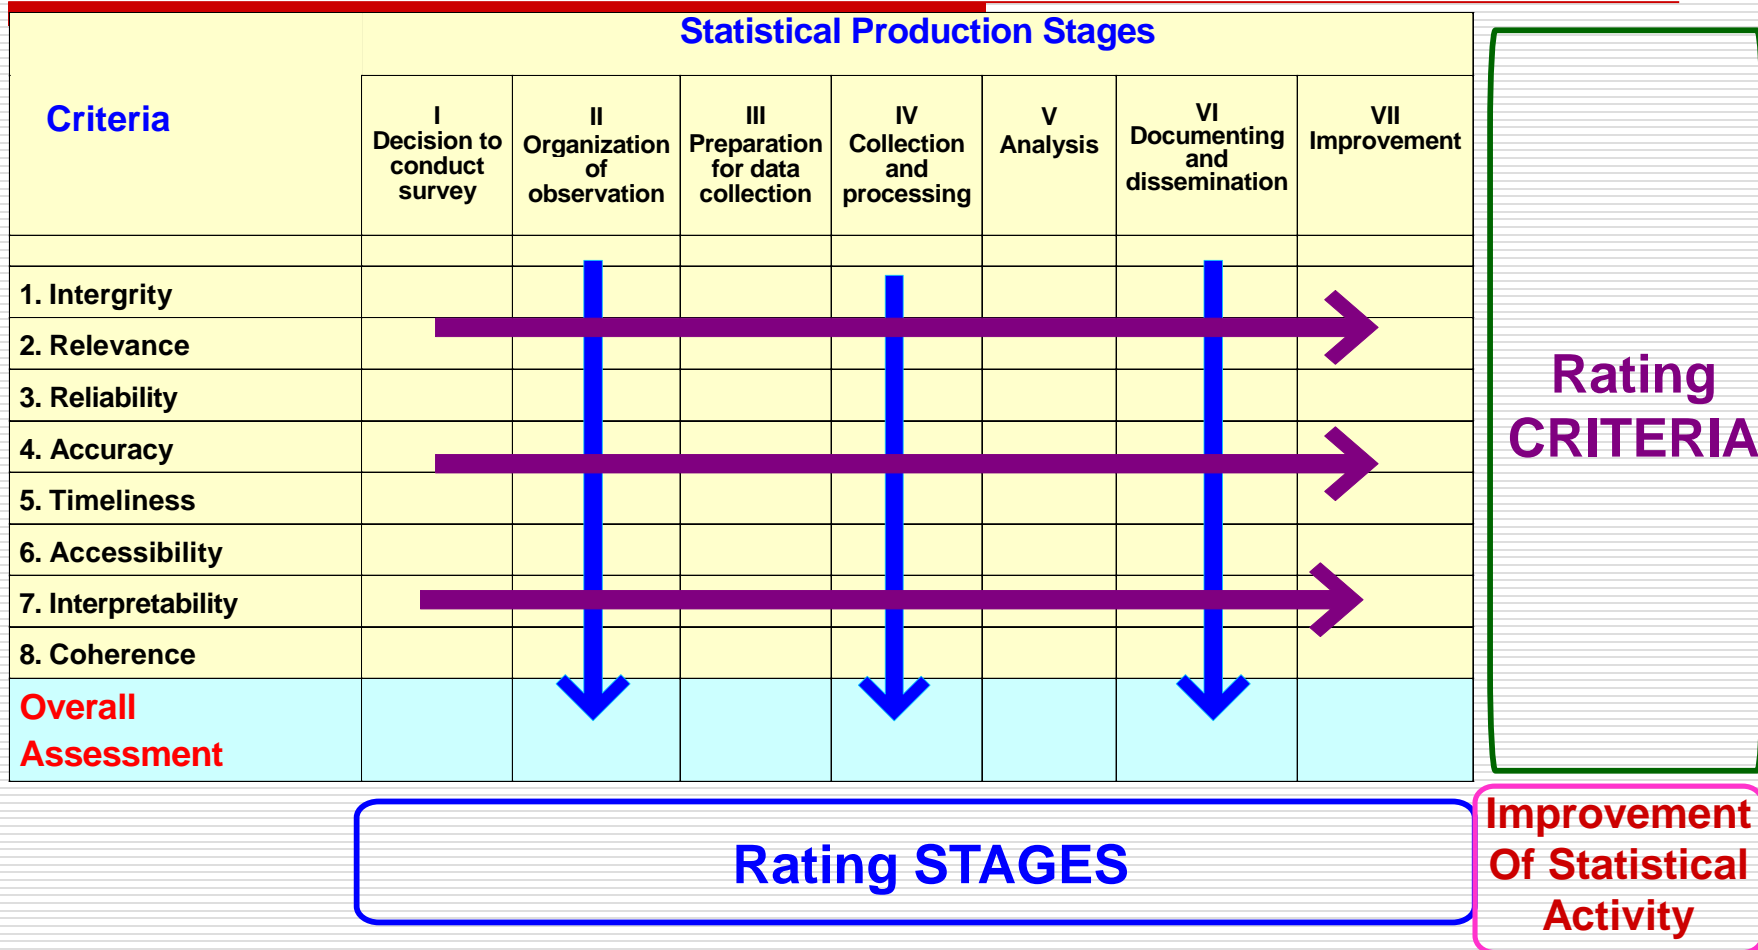 Statistical Production Stages
Criteria
I
Decision to
conduct
survey
II
Organization
of
observation
III
Preparation
for data
collection
IV
Collection
and
processing
V
Analysis
VI
Documenting
and
dissemination
VII
Improvement
1. Intergrity
2. Relevance
3. Reliability
4. Accuracy
5. Timeliness
6. Accessibility
7. Interpretability
8. Coherence
Overall
Assessment
Rating
CRITERIA
Rating STAGES
Improvement
Of Statistical
Activity